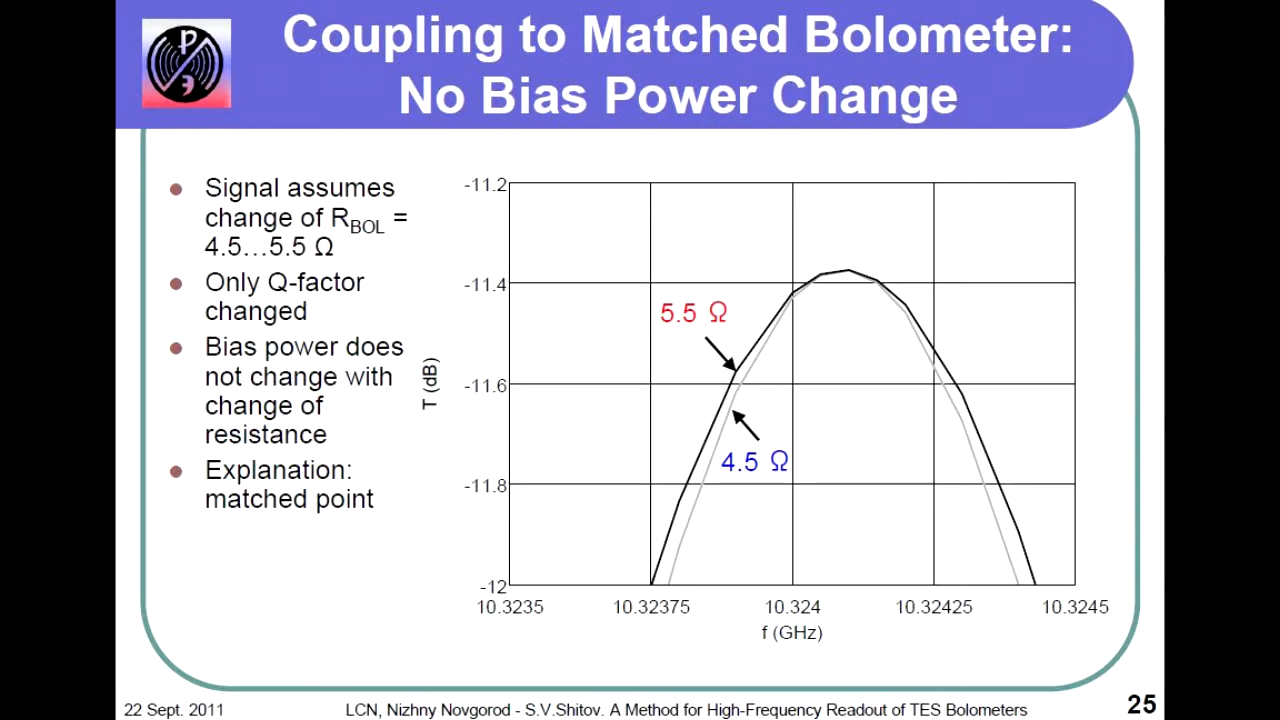 Coupling to Matched Bolometer:
No Bias Power Change
Signal assumes
change of RBOL =
4.5...5.5 Ω
Only Q-factor
changed
Bias power does
not change with
change of
resistance
Explanation:
matched point
-11.2
-11.4
-11.6
-11.8
-12
T (dB)
5.5 Ω
4.5 Ω
10.3235
10.32375
10.324
10.32425
10.3245
f (GHz)
22 Sept. 2011
LCN, Nizhny Novgorod - S.V.Shitov. A Method for High-Frequency Readout of TES Bolometers
25